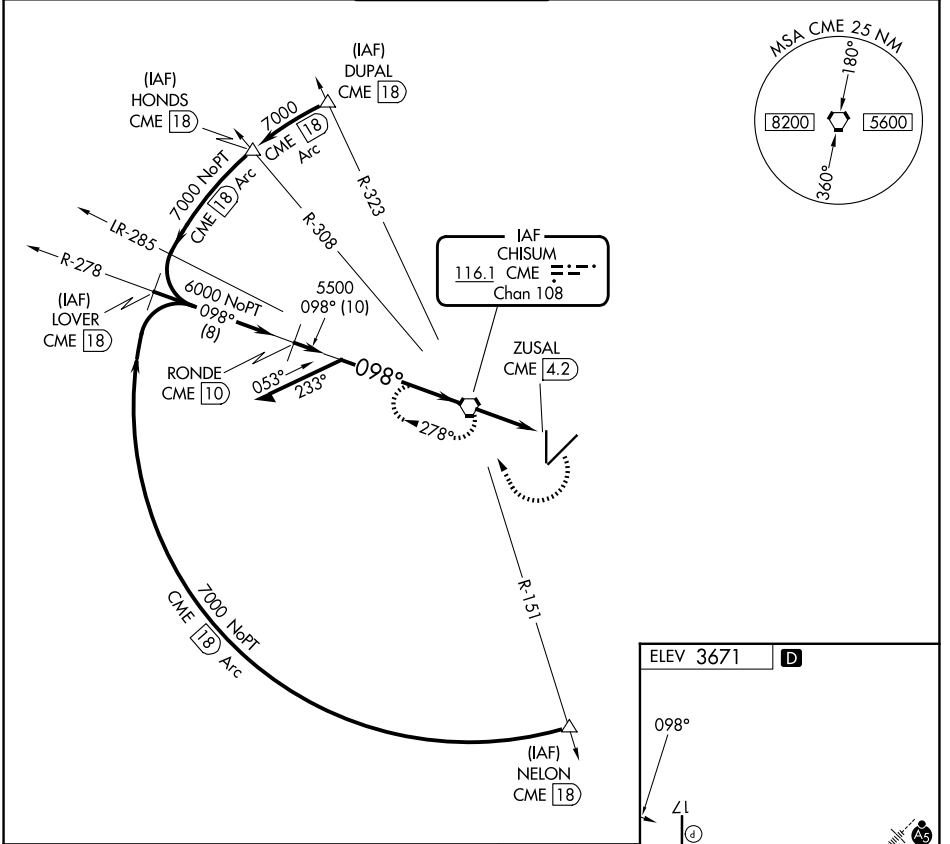 (IAF)
DUPAL
CME 18
(IAF)
HONDS
CME 18
7000
CME 18
Arc
7000 NoPT
CME 18 Arc
R-323
R-308
LR-285
R-278
(IAF)
LOVER
CME 18
6000 NoPT
098°
(8)
5500
098° (10)
RONDE
CME 10
053°
233°
098°
278°
IAF
CHISUM
116.1 CME
Chan 108
ZUSAL
CME 4.2
R-151
7000 NoPT
CME 18 Arc
(IAF)
NELON
CME 18
MSA CME 25 NM
180°
8200
5600
360°
ELEV 3671
D
098°
17
P
A5